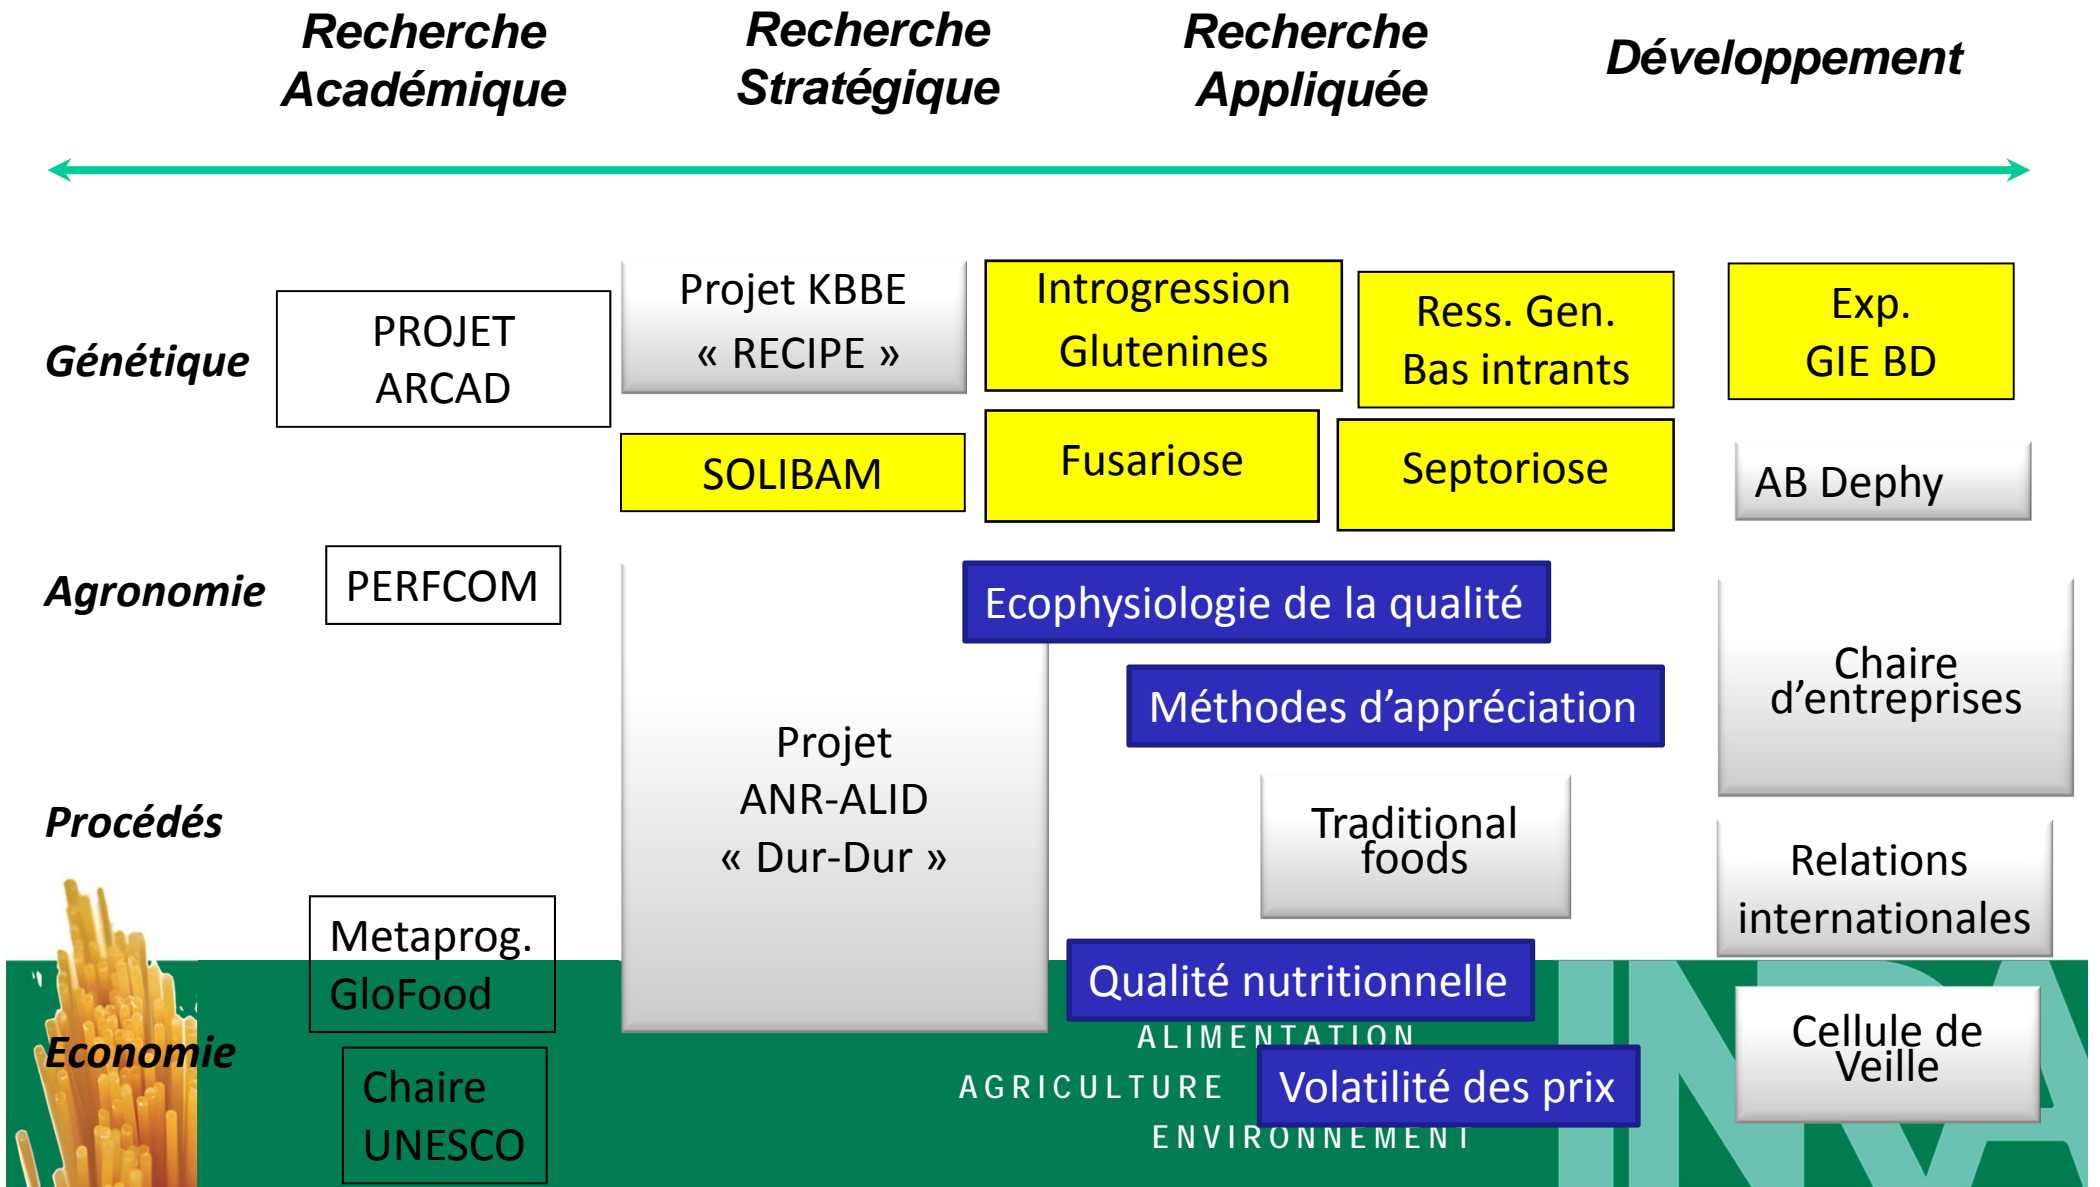 Recherche
Académique
Recherche
Stratégique
Recherche
Appliquée
Développement
Génétique
PROJET
ARCAD
Projet KBBE
« RECIPE »
Introgression
Glutenines
Ress. Gen.
Bas intrants
Exp.
GIE BD
SOLIBAM
Fusariose
Septoriose
AB Dephy
Agronomie
PERFCOM
Ecophysiologie de la qualité
Méthodes d’appréciation
Chaire
d’entreprises
Projet
ANR-ALID
« Dur-Dur »
Procédés
Traditional
foods
Relations
internationales
Metaprog.
GloFood
Qualité nutritionnelle
Economie
Chaire
UNESCO
Volatilité des prix
Cellule de
Veille
ALIMENTATION
AGRICULTURE
ENVIRONNEMENT
INRA